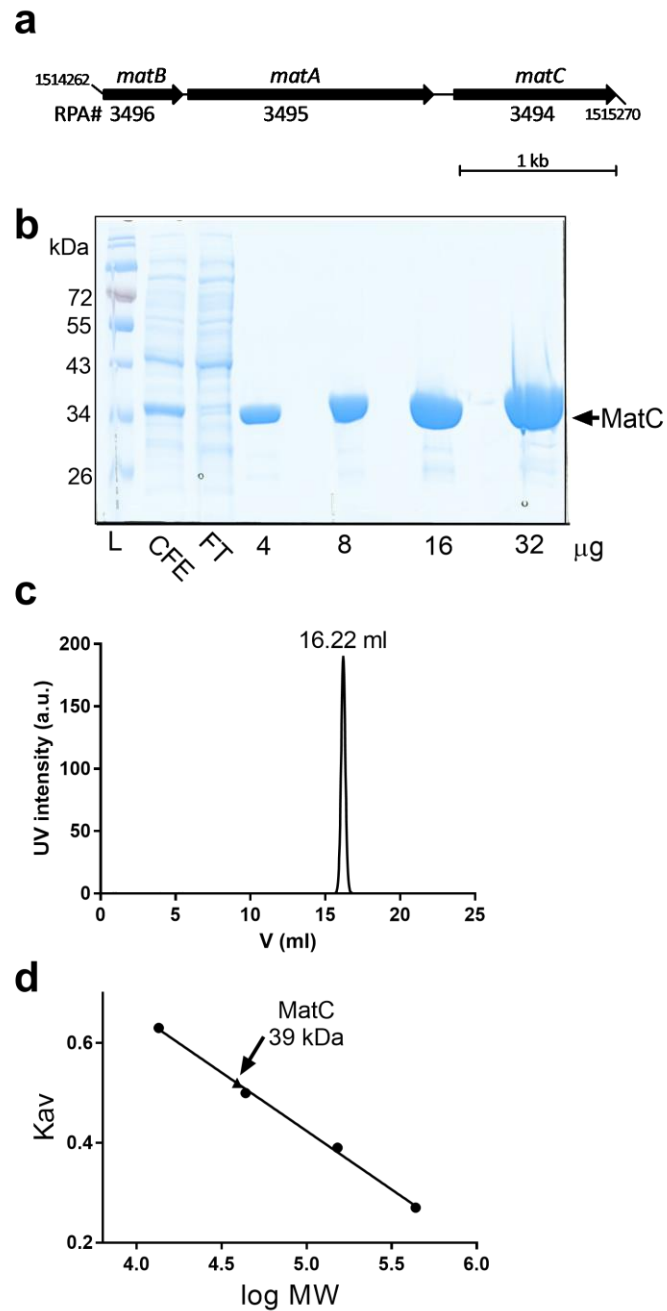 a
matB matA matC
1514262
RPA# 3496 3495 3494 1515270
1 kb
b
kDa
72
55
43
34
26
MatC
L CFE FT 4 8 16 32 μg
c
16.22 ml
200
150
100
50
0
UV intensity (a.u.)
0 5 10 15 20 25
V (ml)
d
MatC
39 kDa
0.6
0.4
0.2
Kav
4.0 4.5 5.0 5.5 6.0
log MW